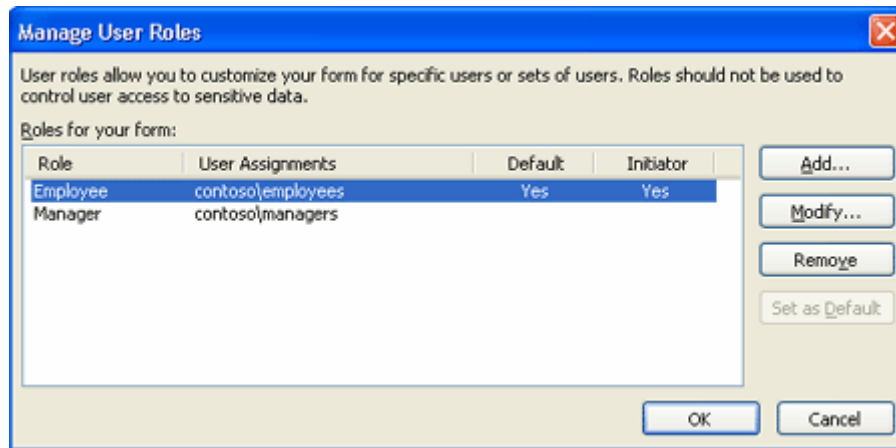 Manage User Roles
User roles allow you to customize your form for specific users or sets of users. Roles should not be used to
control user access to sensitive data.
Roles for your form:
Role User Assignments Default Initiator
Employee contoso\employees Yes Yes
Manager contoso\managers
Add...
Modify...
Remove
Set as Default
OK Cancel